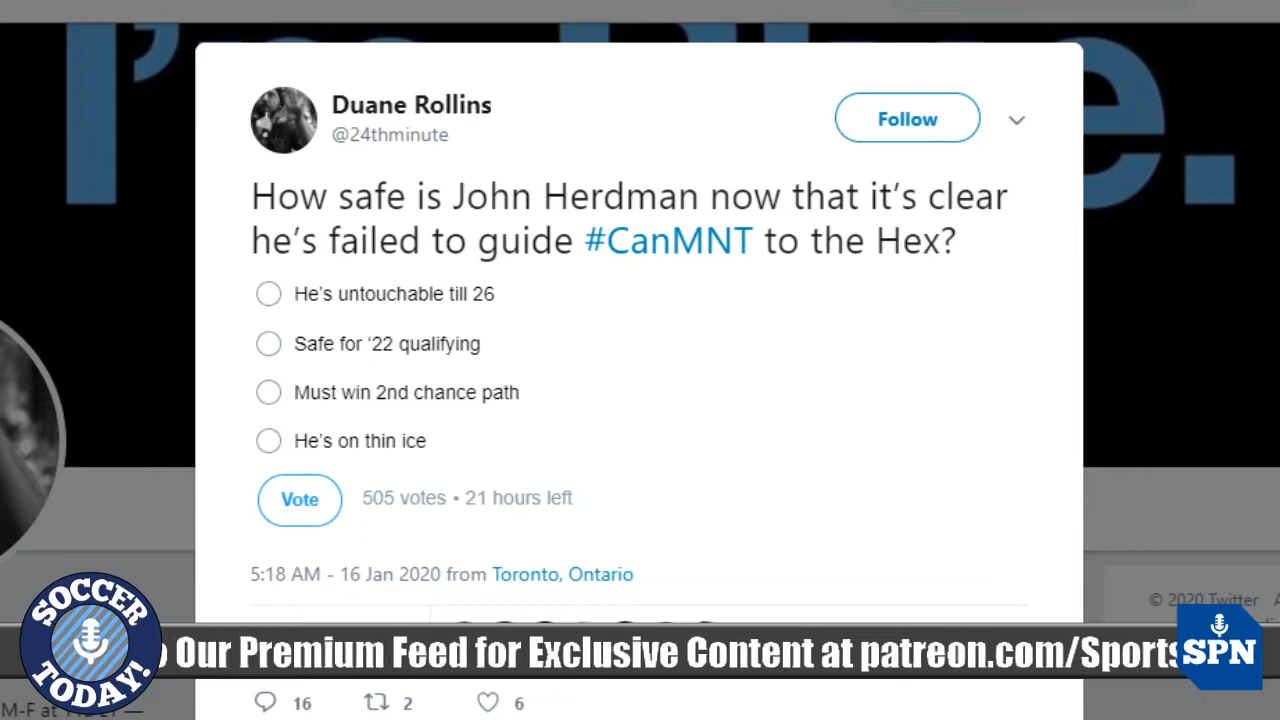 Duane Rollins
@24thminute
Follow
How safe is John Herdman now that it's clear
he's failed to guide #CanMNT to the Hex?
He's untouchable till 26
Safe for '22 qualifying
Must win 2nd chance path
He's on thin ice
Vote
505 votes • 21 hours left
5:18 AM - 16 Jan 2020 from Toronto, Ontario
© 2020 Twitter
SOCCER
TODAY!
Our Premium Feed for Exclusive Content at patreon.com/Sports
SPN
16 2 6